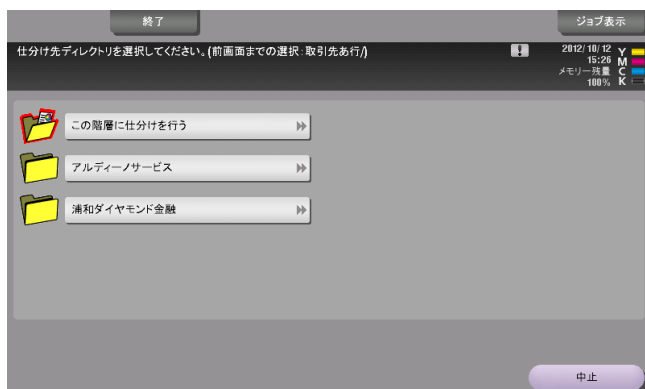 終了
ジョブ表示
仕分け先ディレクトリを選択してください。(前画面までの選択：取引先あ行/)
!
2012/10/12
15:26
メモリー残量
100%
Y
M
C
K
この階層に仕分けを行う
アルディーノサービス
浦和ダイヤモンド金融
中止